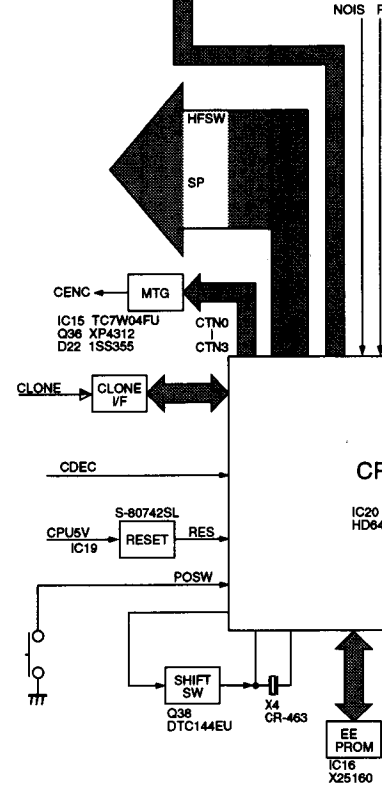 NOIS
HFSW
SP
CENC
MTG
IC15 TC7W04FU
Q36 XP4312
D22 1SS355
CTN0
CTN3
CLONE
CLONE
I/F
CDEC
S-80742SL
CPU5V
RESET
RES
IC19
POSW
IC20
HD64
SHIFT
SW
Q38
DTC144EU
X4
CR-463
EE
PROM
IC16
X25160